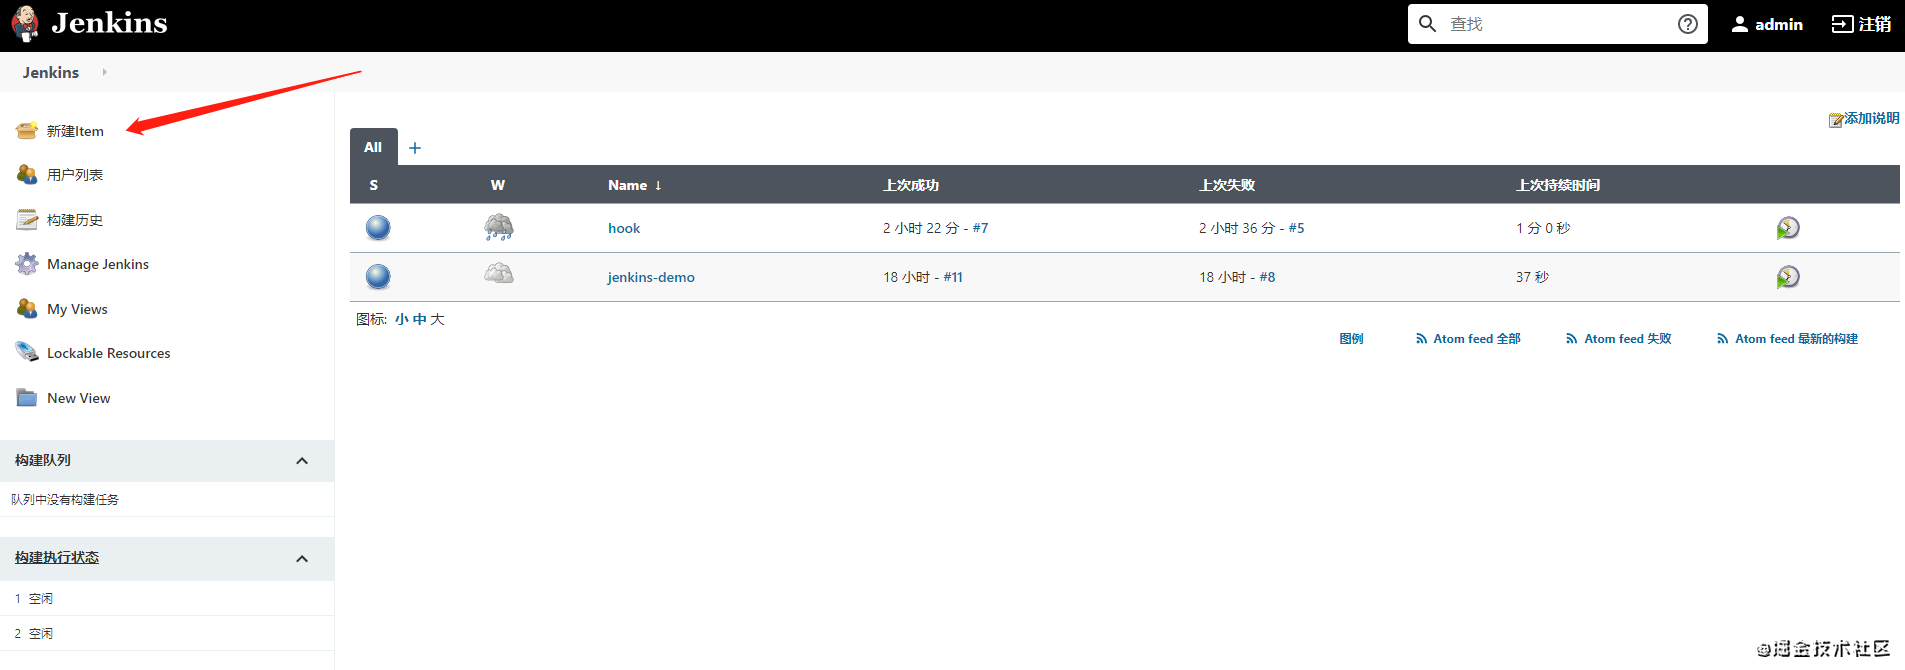 Jenkins
查找
admin
注销
Jenkins
新建Item
用户列表
构建历史
Manage Jenkins
My Views
Lockable Resources
New View
构建队列
队列中没有构建任务
构建执行状态
1 空闲
2 空闲
添加说明
All +
S W Name ↓ 上次成功 上次失败 上次持续时间
hook 2 小时 22 分 - #7 2 小时 36 分 - #5 1 分 0 秒
jenkins-demo 18 小时 - #11 18 小时 - #8 37 秒
图标: 小 中 大
图例 Atom feed 全部 Atom feed 失败 Atom feed 最新的构建
@掘金技术社区